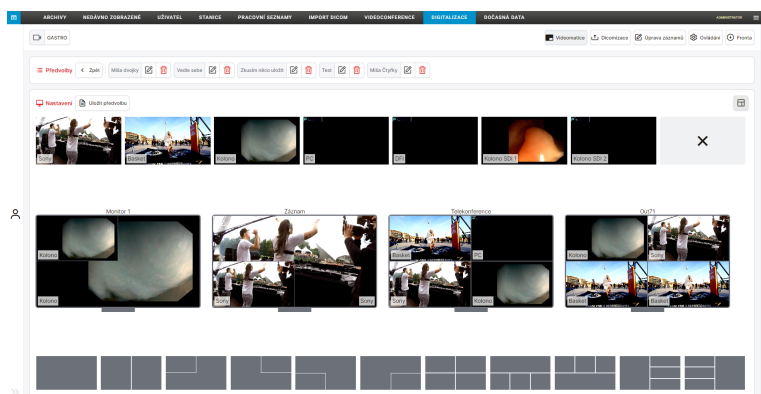 ARCHIVY NEDÁVNO ZOBRAZENÉ UŽIVATEL STANICE PRACOVNÍ SEZNAMY IMPORT DICOM VIDEOCONFERENCE DIGITALIZACE DOČASNÁ DATA ADMINISTRATOR
GASTRO Videomatice Dicomizace Oprava záznamů Ovládání Fronta
Předvolby Zpět Míša dvojky Vedle sebe Zkusím něco uložit Test Míša Čtyřky
Nastavení Uložit předvolbu
Sony Basket Kolono PC DFI Kolono SDI 1 Kolono SDI 2
Monitor 1 Záznam Telekonference Out71
Kolono Basket PC Kolono Sony
Kolono Sony Sony Sony Kolono Basket Basket